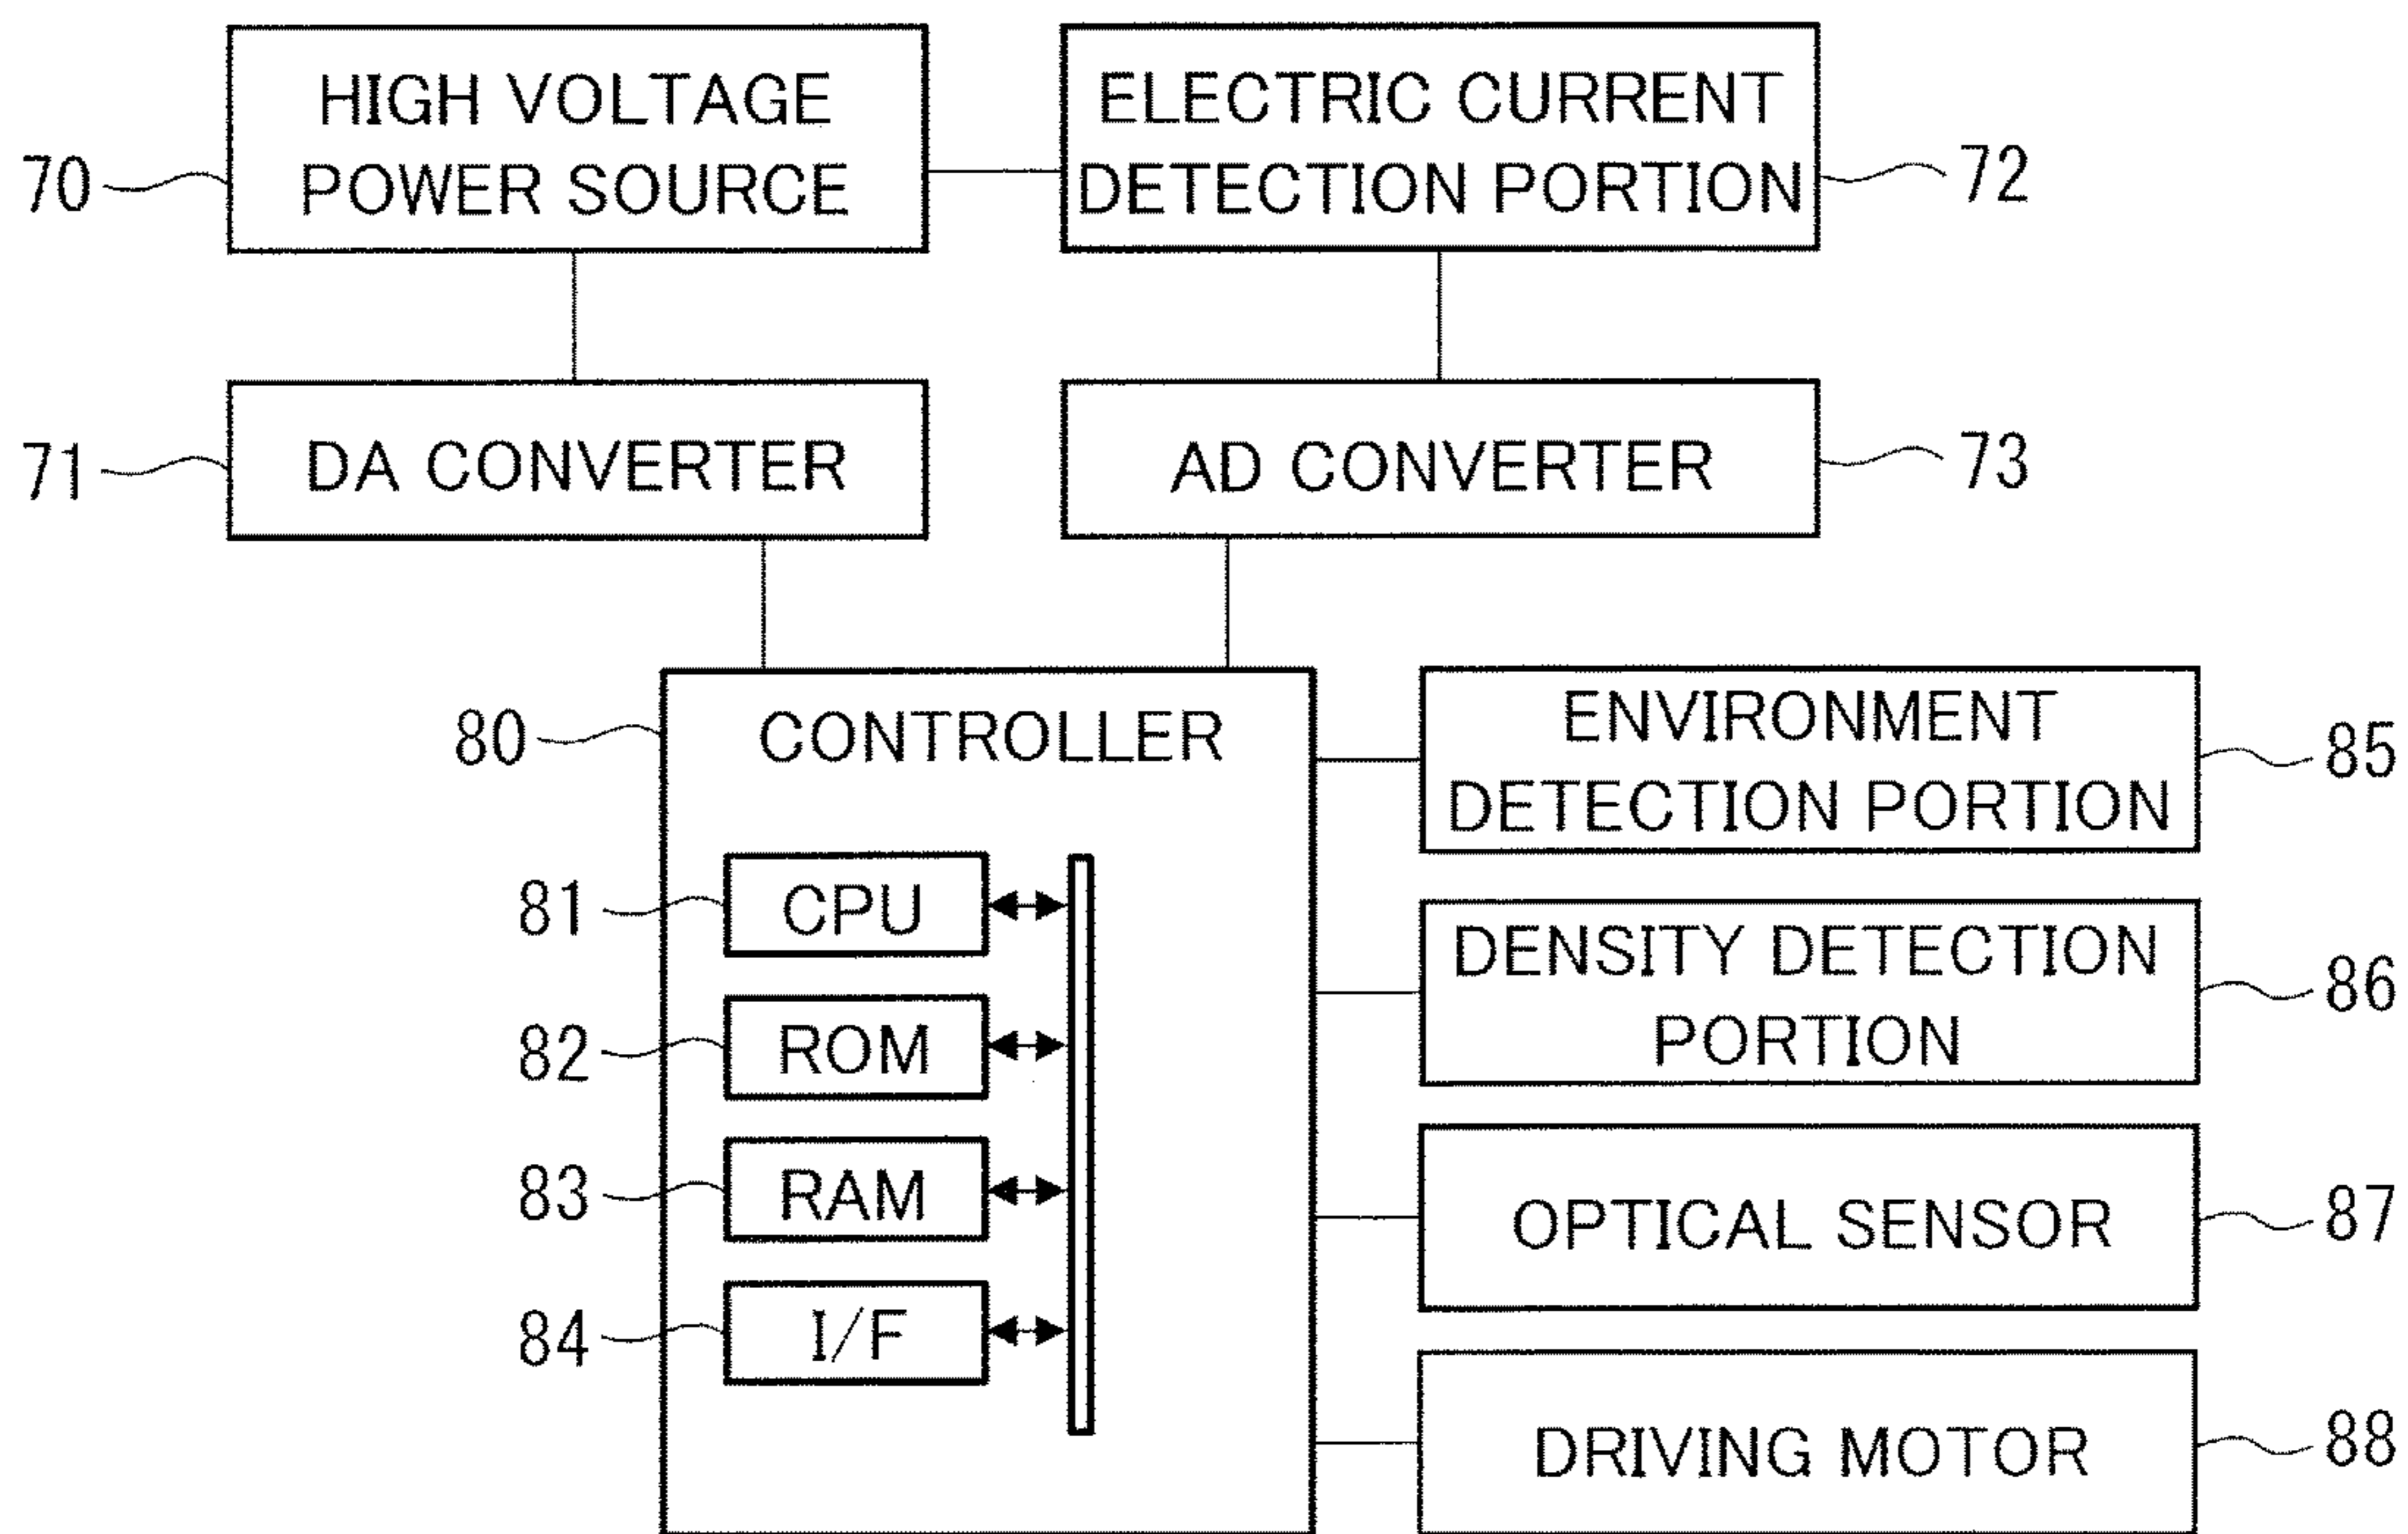 HIGH VOLTAGE
POWER SOURCE
70
ELECTRIC CURRENT
DETECTION PORTION
72
71
DA CONVERTER
AD CONVERTER
73
80
CONTROLLER
81
CPU
82
ROM
83
RAM
84
I/F
ENVIRONMENT
DETECTION PORTION
85
DENSITY DETECTION
PORTION
86
OPTICAL SENSOR
87
DRIVING MOTOR
88